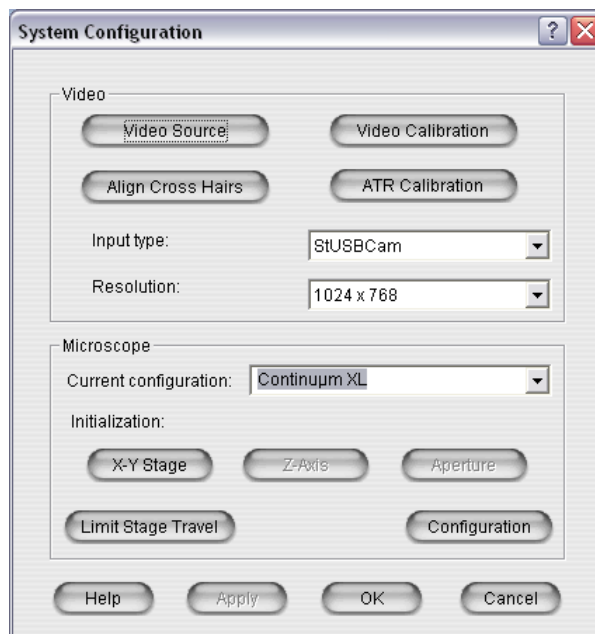 System Configuration
Video
Video Source
Video Calibration
Align Cross Hairs
ATR Calibration
Input type:
StUSBCam
Resolution:
1024 x 768
Microscope
Current configuration:
Continuµm XL
Initialization:
X-Y Stage
Z-Axis
Aperture
Limit Stage Travel
Configuration
Help
Apply
OK
Cancel